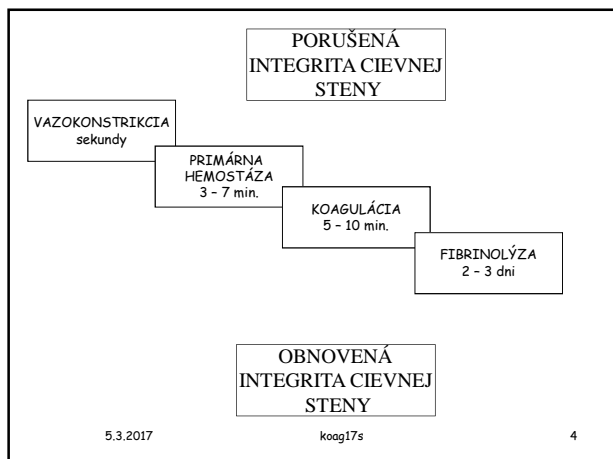 PORUŠENÁ
INTEGRITA CIEVNEJ
STENY
VAZOKONSTRIKCIA
sekundy
PRIMÁRNA
HEMOSTÁZA
3 – 7 min.
KOAGULÁCIA
5 – 10 min.
FIBRINOLÝZA
2 – 3 dni
OBNOVENÁ
INTEGRITA CIEVNEJ
STENY
5.3.2017 koag17s 4